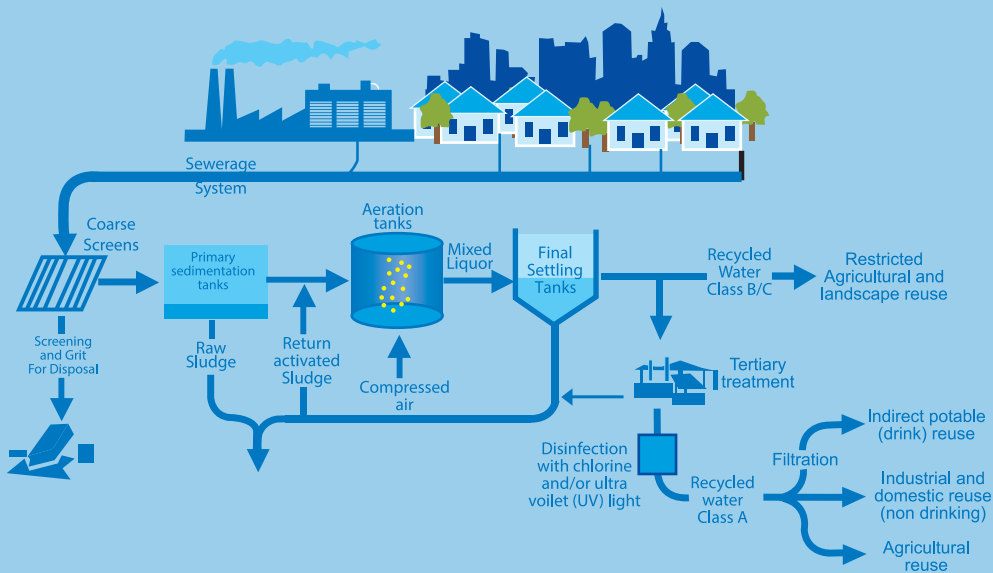 Sewerage
System
Coarse
Screens
Primary
sedimentation
tanks
Aeration
tanks
Mixed
Liquor
Final
Settling
Tanks
Recycled
Water
Class B/C
Restricted
Agricultural and
landscape reuse
Screening
and Grit
For Disposal
Raw
Sludge
Return
activated
Sludge
Compressed
air
Tertiary
treatment
Disinfection
with chlorine
and/or ultra
voilet (UV) light
Recycled
water
Class A
Filtration
Indirect potable
(drink) reuse
Industrial and
domestic reuse
(non drinking)
Agricultural
reuse